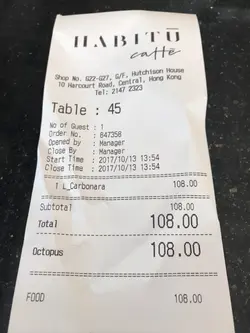 HABITŪ
caffè
Shop No. G22-G27, G/F, Hutchison House
10 Harcourt Road, Central, Hong Kong
Tel: 2147 2323
Table : 45
No of Guest : 1
Order No. : 847358
Opened by : Manager
Close By : Manager
Start Time : 2017/10/13 13:54
Close Time : 2017/10/13 13:54
1 L_Carbonara 108.00
Subtotal 108.00
Total 108.00
Octopus 108.00
FOOD 108.00